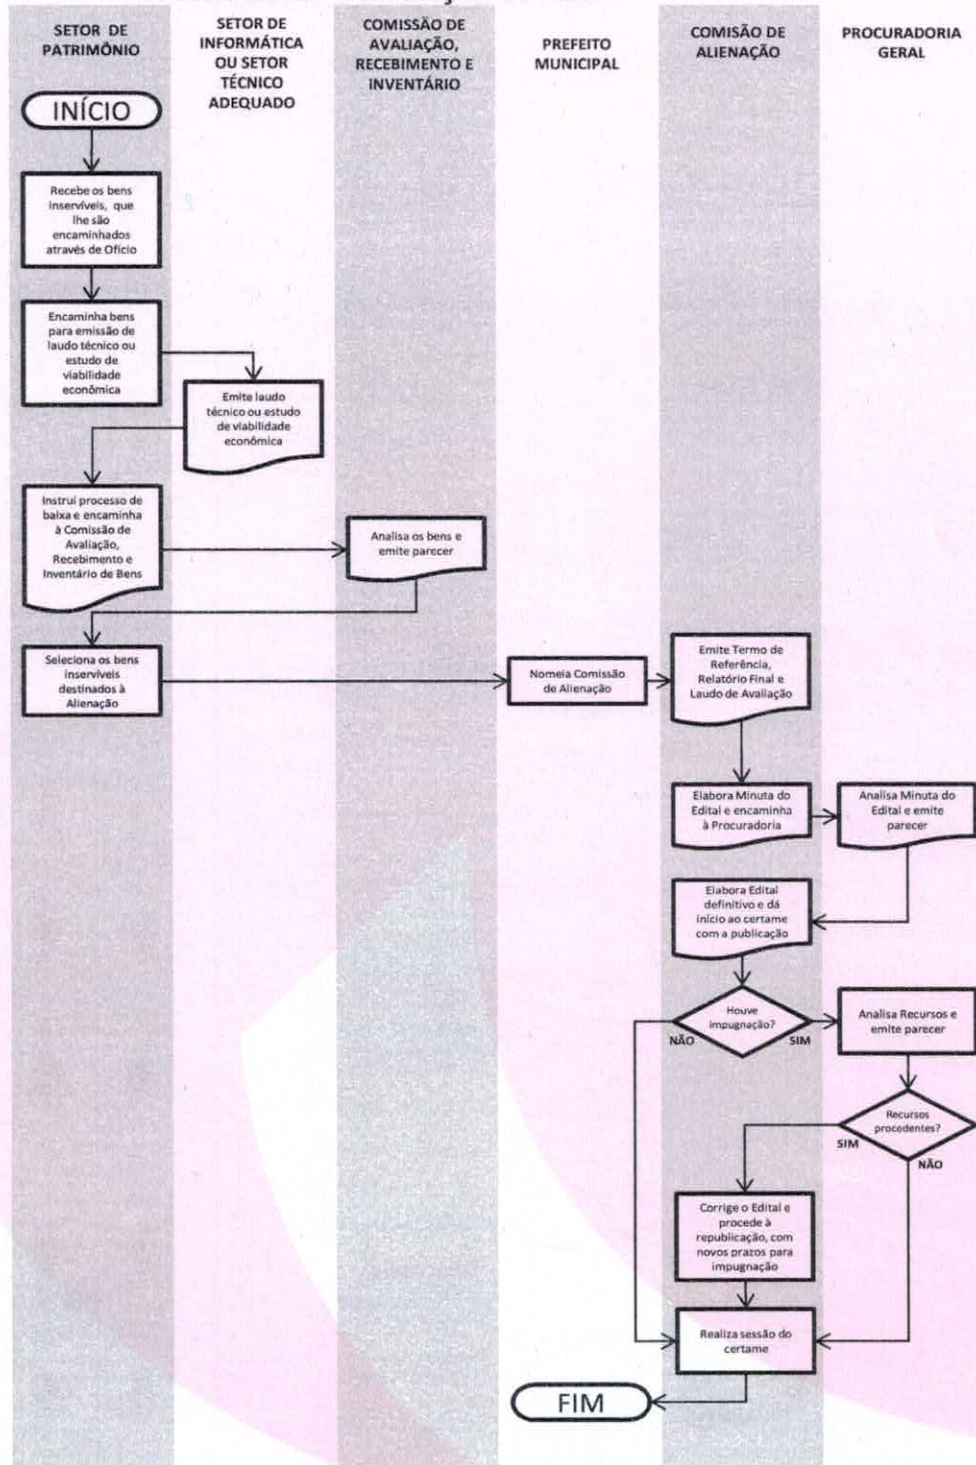 SETOR DE
PATRIMÔNIO
SETOR DE
INFORMÁTICA
OU SETOR
TÉCNICO
ADEQUADO
COMISSÃO DE
AVALIAÇÃO,
RECEBIMENTO E
INVENTÁRIO
PREFEITO
MUNICIPAL
COMISÃO DE
ALIENAÇÃO
PROCURADORIA
GERAL
INÍCIO
Recebe os bens
inservíveis, que
lhe são
encaminhados
através de Ofício
Encaminha bens
para emissão de
laudo técnico ou
estudo de
viabilidade
econômica
Emite laudo
técnico ou estudo
de viabilidade
econômica
Instruí processo de
baixa e encaminha
à Comissão de
Avaliação,
Recebimento e
Inventário de Bens
Analisa os bens e
emite parecer
Seleciona os bens
inservíveis
destinados à
Alienação
Nomeia Comissão
de Alienação
Emite Termo de
Referência,
Relatório Final e
Laudo de Avaliação
Elabora Minuta do
Edital e encaminha
à Procuradoria
Analisa Minuta do
Edital e emite
parecer
Elabora Edital
definitivo e dá
início ao certame
com a publicação
Houve
impugnação?
NÃO
SIM
Analisa Recursos e
emite parecer
Recursos
procedentes?
SIM
NÃO
Corrige o Edital e
procede à
republicação, com
novos prazos para
impugnação
Realiza sessão do
certame
FIM